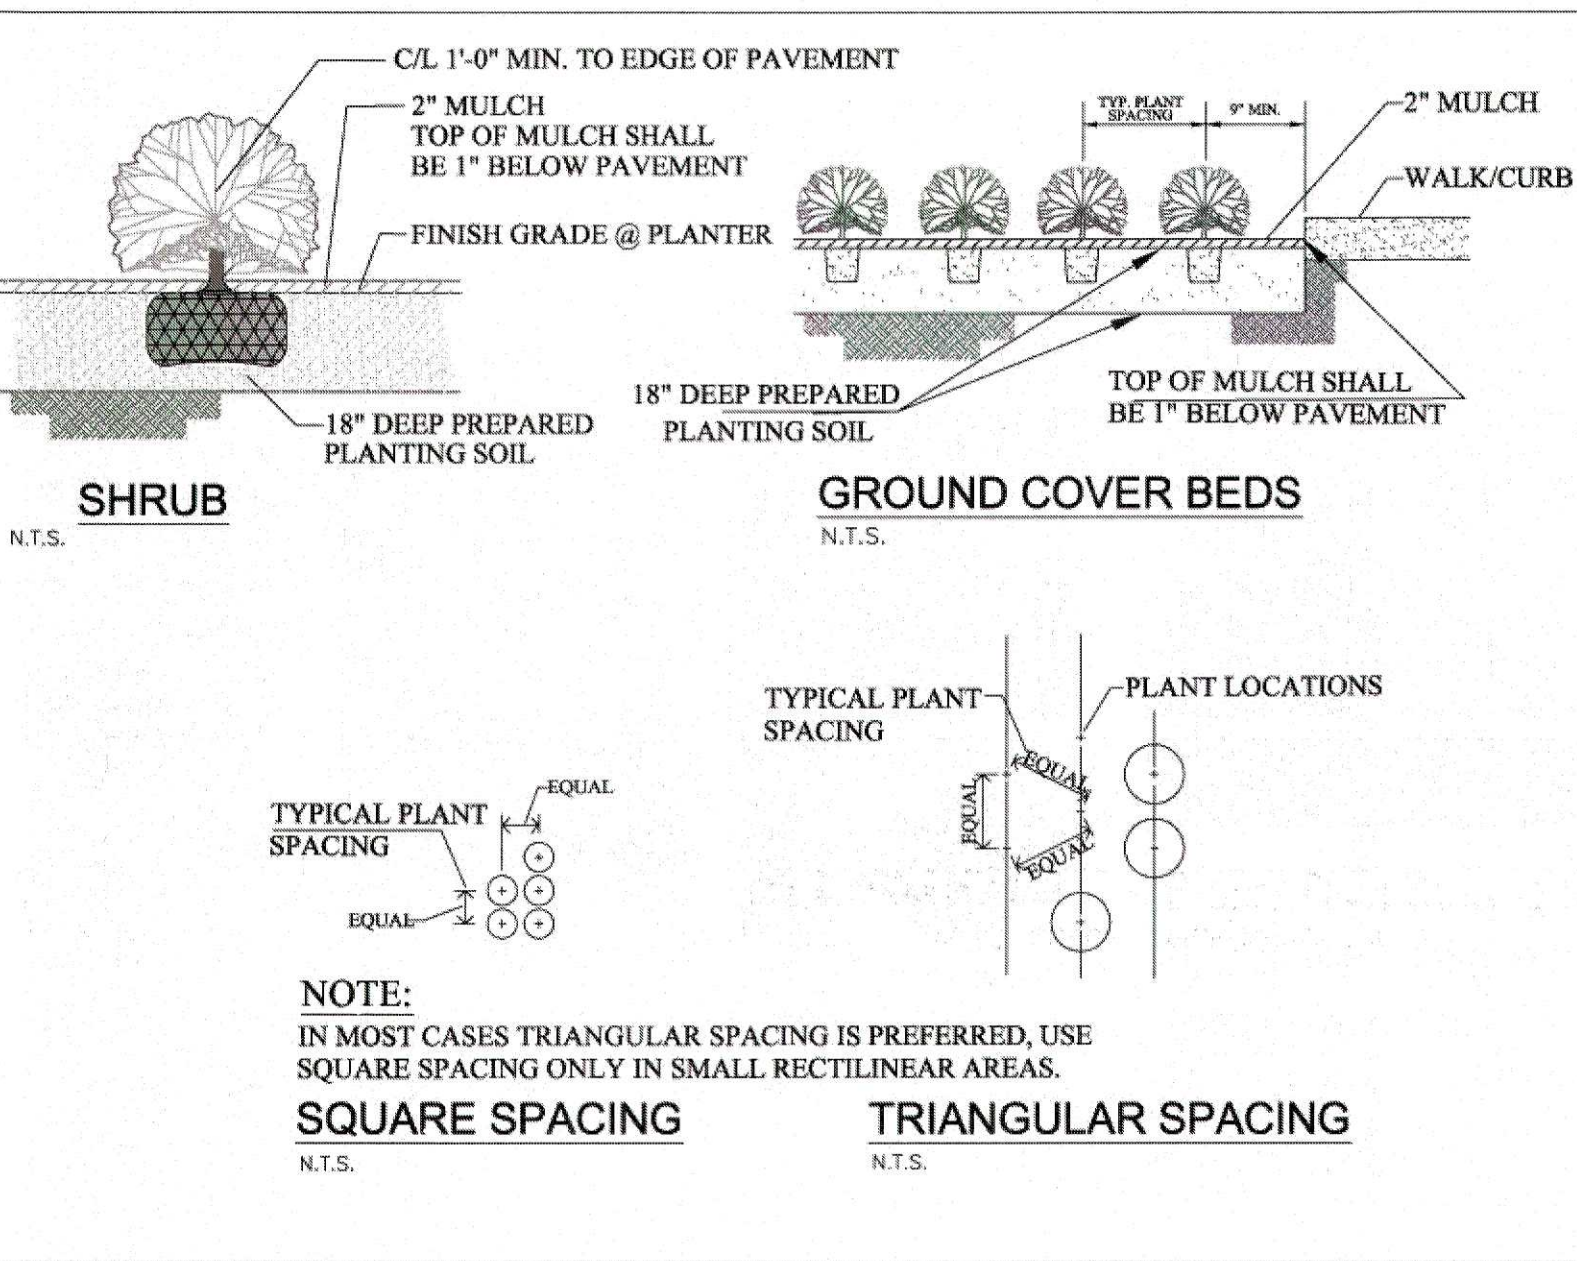 C/L 1'-0" MIN. TO EDGE OF PAVEMENT
2" MULCH
TOP OF MULCH SHALL
BE 1" BELOW PAVEMENT
FINISH GRADE @ PLANTER
18" DEEP PREPARED
PLANTING SOIL
SHRUB
N.T.S.
TYP. PLANT
SPACING
9" MIN.
2" MULCH
WALK/CURB
18" DEEP PREPARED
PLANTING SOIL
TOP OF MULCH SHALL
BE 1" BELOW PAVEMENT
GROUND COVER BEDS
N.T.S.
EQUAL
TYPICAL PLANT
SPACING
EQUAL
TYPICAL PLANT
SPACING
PLANT LOCATIONS
EQUAL
EQUAL
EQUAL
NOTE:
IN MOST CASES TRIANGULAR SPACING IS PREFERRED, USE
SQUARE SPACING ONLY IN SMALL RECTILINEAR AREAS.
SQUARE SPACING
N.T.S.
TRIANGULAR SPACING
N.T.S.